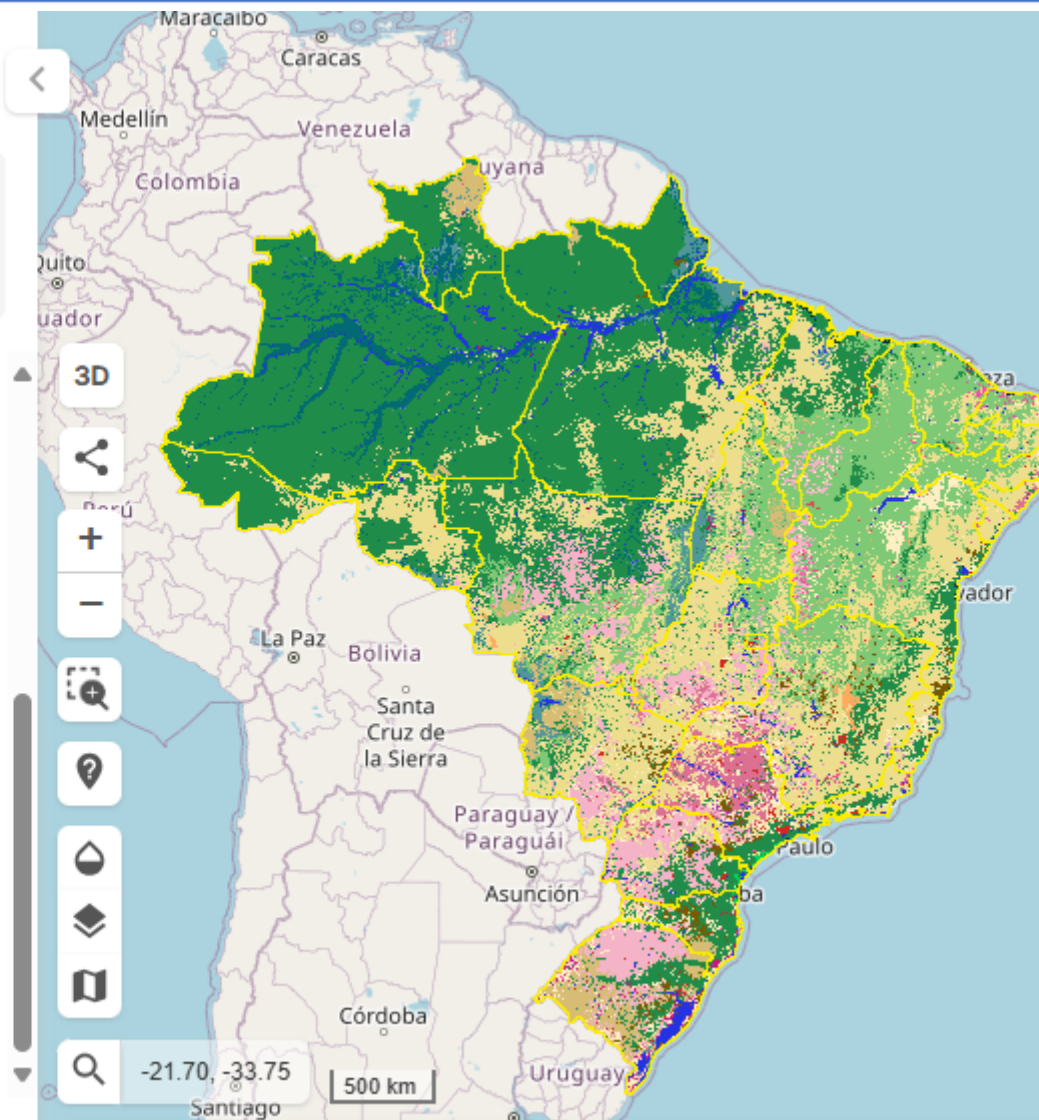 Maracaibo
Caracas
Medellín
Venezuela
uyana
Colombia
Quito
uador
3D
eza
Perú
+
−
vador
La Paz
Bolivia
Santa
Cruz de
la Sierra
Paraguay /
Paraguái
Paulo
Asunción
ba
Córdoba
-21.70, -33.75
500 km
Uruguay
Santiago